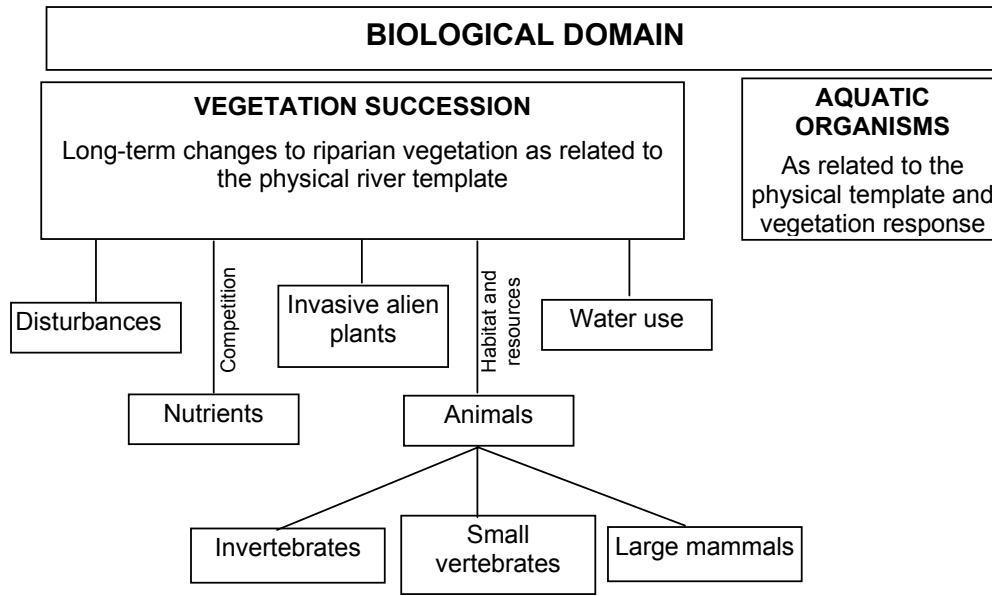 BIOLOGICAL DOMAIN
VEGETATION SUCCESSION
Long-term changes to riparian vegetation as related to
the physical river template
AQUATIC
ORGANISMS
As related to the
physical template and
vegetation response
Disturbances
Competition
Invasive alien
plants
Habitat and
resources
Water use
Nutrients
Animals
Invertebrates
Small
vertebrates
Large mammals